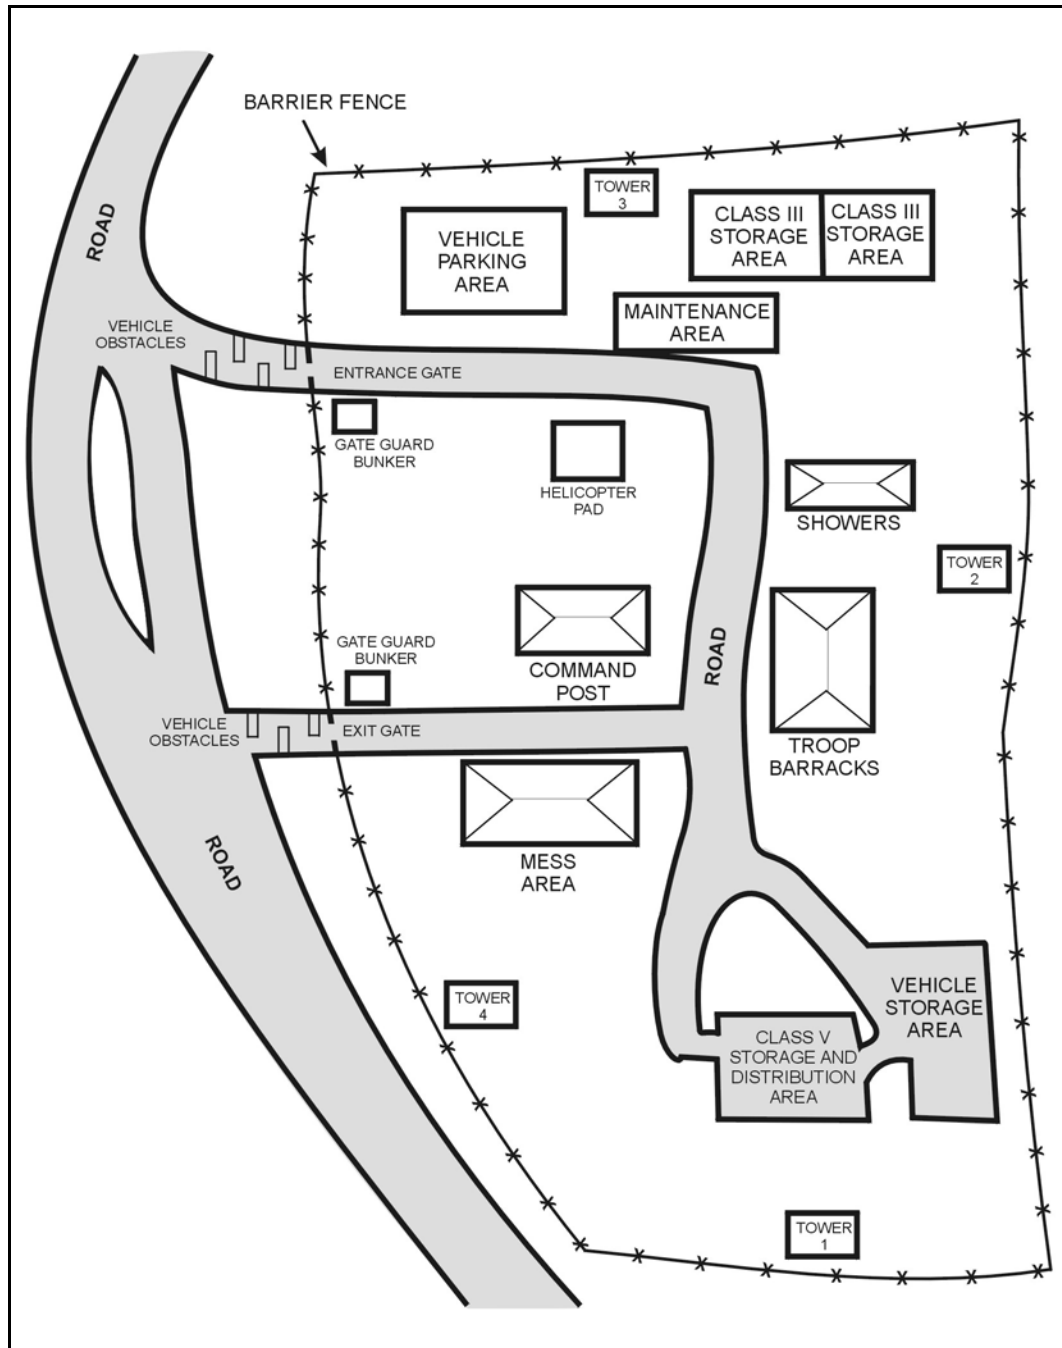 BARRIER FENCE
TOWER
3
CLASS III
STORAGE
AREA
CLASS III
STORAGE
AREA
VEHICLE
PARKING
AREA
ROAD
MAINTENANCE
AREA
VEHICLE
OBSTACLES
ENTRANCE GATE
GATE GUARD
BUNKER
HELICOPTER
PAD
SHOWERS
TOWER
2
GATE GUARD
BUNKER
COMMAND
POST
ROAD
VEHICLE
OBSTACLES
EXIT GATE
TROOP
BARRACKS
ROAD
MESS
AREA
TOWER
4
VEHICLE
STORAGE
AREA
CLASS V
STORAGE AND
DISTRIBUTION
AREA
TOWER
1